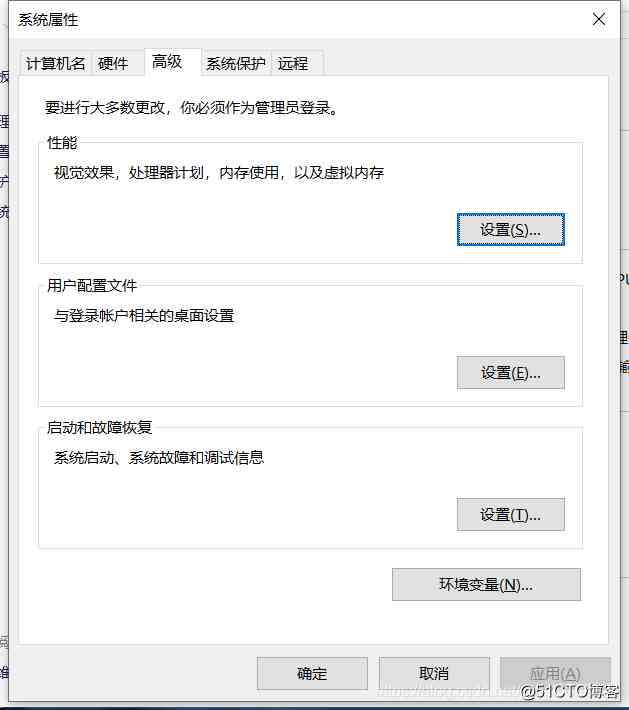 系统属性
计算机名 硬件 高级 系统保护 远程
要进行大多数更改，你必须作为管理员登录。
性能
视觉效果，处理器计划，内存使用，以及虚拟内存
设置(S)...
用户配置文件
与登录帐户相关的桌面设置
设置(E)...
启动和故障恢复
系统启动、系统故障和调试信息
设置(T)...
环境变量(N)...
确定 取消 应用(A)
@51CTO博客